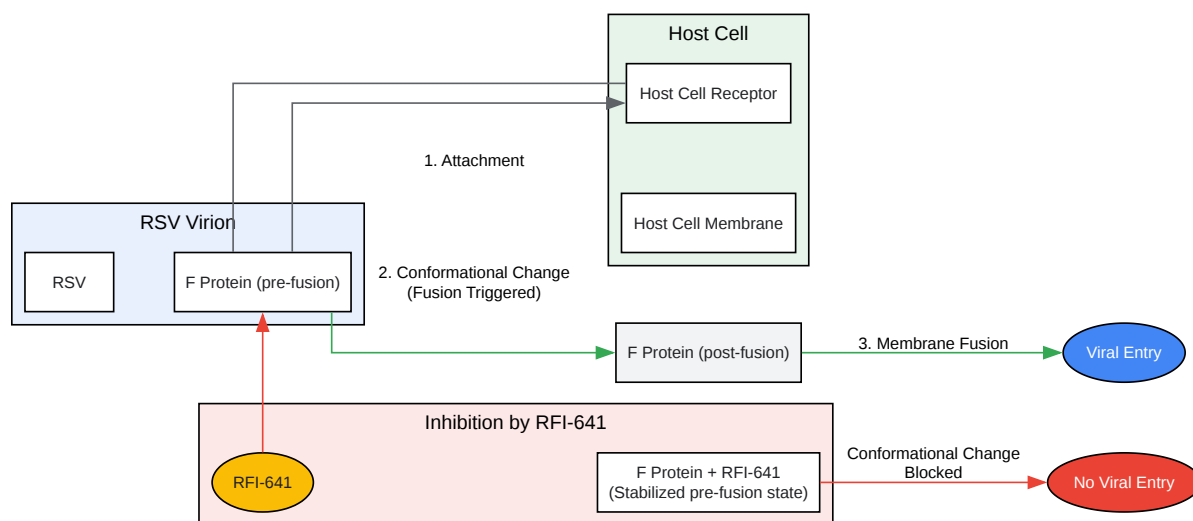 Host Cell
Host Cell Receptor
1. Attachment
Host Cell Membrane
RSV Virion
RSV
F Protein (pre-fusion)
2. Conformational Change
(Fusion Triggered)
F Protein (post-fusion)
3. Membrane Fusion
Viral Entry
Inhibition by RFI-641
RFI-641
F Protein + RFI-641
(Stabilized pre-fusion state)
Conformational Change
Blocked
No Viral Entry